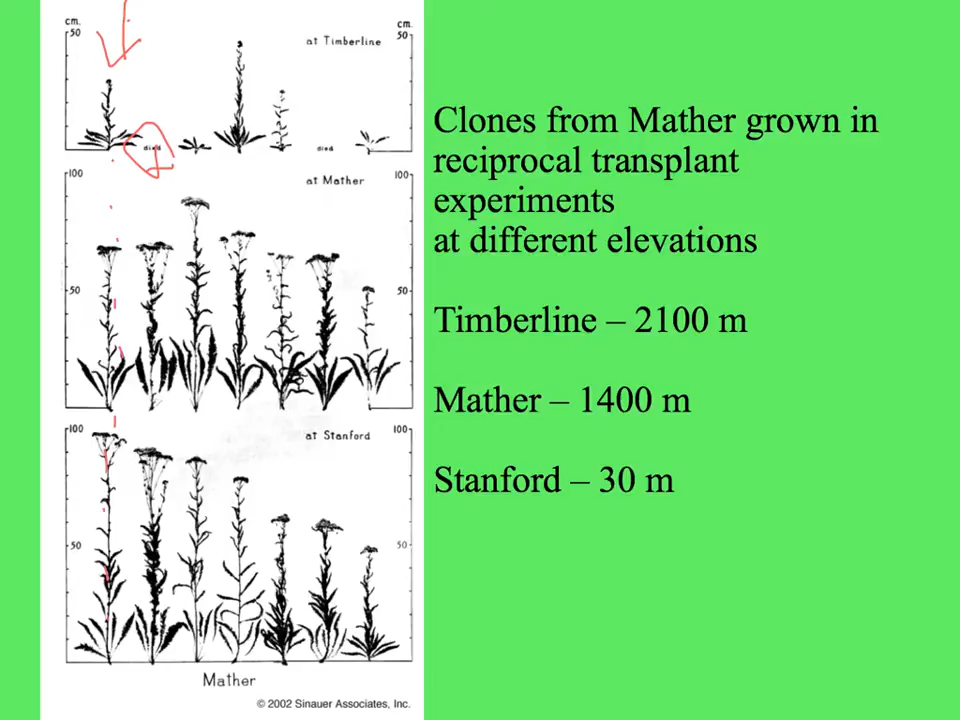 cm.
50
at Timberline
cm.
50
died
died
100
at Mather
100
50
50
100
at Stanford
100
50
50
Mather
© 2002 Sinauer Associates, Inc.
Clones from Mather grown in
reciprocal transplant
experiments
at different elevations
Timberline – 2100 m
Mather – 1400 m
Stanford – 30 m